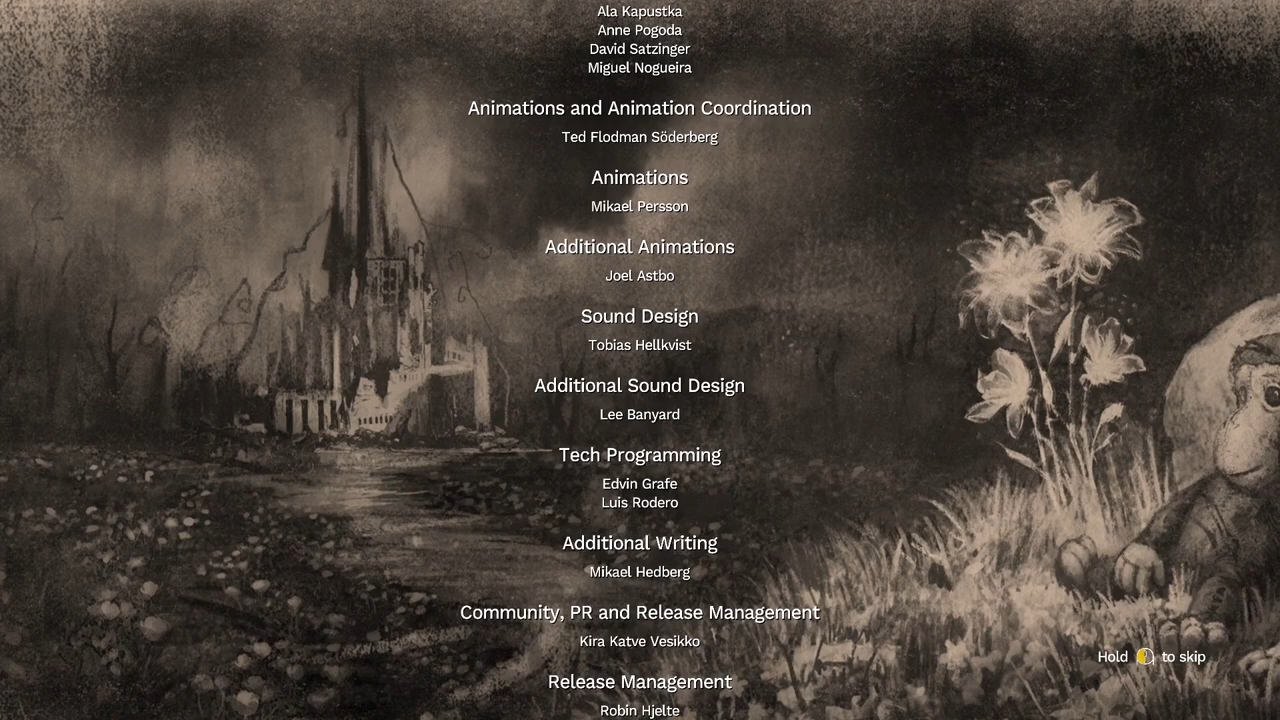 Ala Kapustka
Anne Pogoda
David Satzinger
Miguel Nogueira
Animations and Animation Coordination
Ted Flodman Söderberg
Animations
Mikael Persson
Additional Animations
Joel Astbo
Sound Design
Tobias Hellkvist
Additional Sound Design
Lee Banyard
Tech Programming
Edvin Grafe
Luis Rodero
Additional Writing
Mikael Hedberg
Community, PR and Release Management
Kira Katve Vesikko
Hold to skip
Release Management
Robin Hjelte